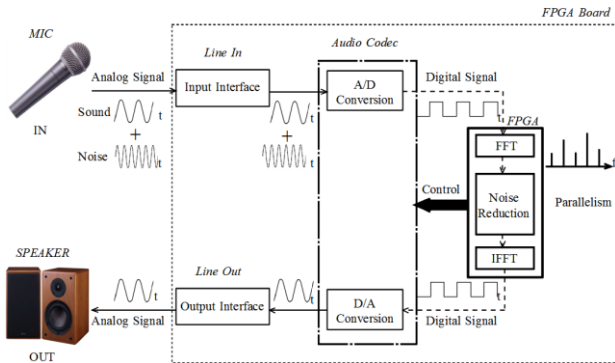 FPGA Board
MIC
Line In
Audio Codec
Analog Signal
Input Interface
A/D
Conversion
Digital Signal
Sound
t
t
t
+
+
IN
Noise
t
t
FPGA
FFT
f
Control
Noise
Reduction
Parallelism
IFFT
SPEAKER
Line Out
t
t
t
Output Interface
D/A
Conversion
Analog Signal
Digital Signal
OUT